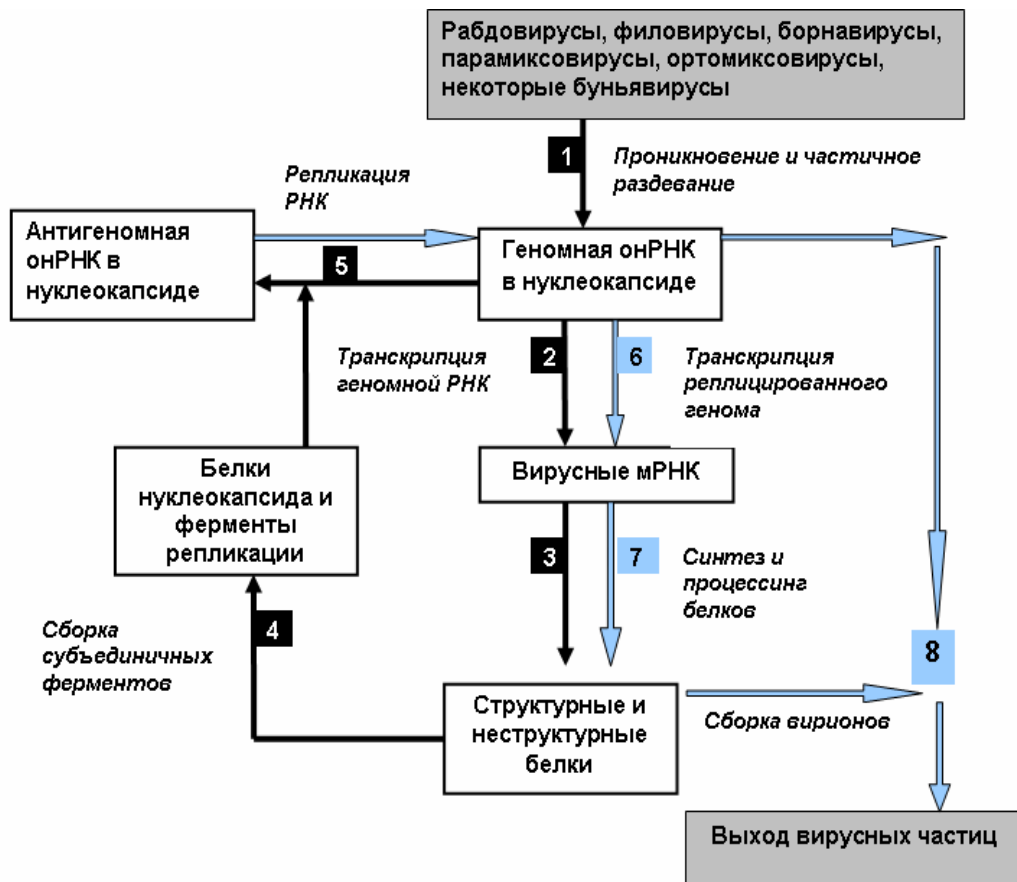 Рабдовирусы, филовирусы, борнавирусы,
парамиксовирусы, ортомиксовирусы,
некоторые буньявирусы
1
Проникновение и частичное
раздевание
Репликация
РНК
Антигеномная
онРНК в
нуклеокапсиде
5
Геномная онРНК
в нуклеокапсиде
Транскрипция
геномной РНК
2
6
Транскрипция
реплицированного
генома
Белки
нуклеокапсида и
ферменты
репликации
Вирусные мРНК
3
7
Синтез и
процессинг
белков
Сборка
субъединичных
ферментов
4
8
Структурные и
неструктурные
белки
Сборка вирионов
Выход вирусных частиц